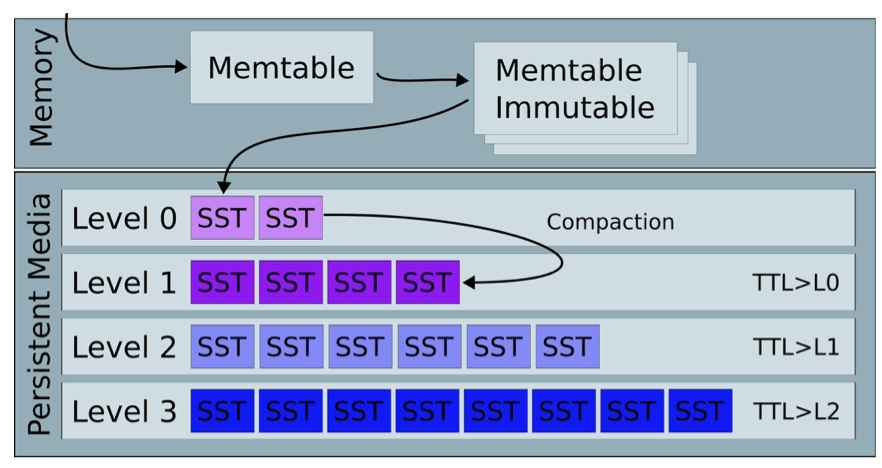 Memory
Memtable
Memtable
Immutable
Persistent Media
Level 0 SST SST
Compaction
Level 1 SST SST SST SST TTL>L0
Level 2 SST SST SST SST SST SST TTL>L1
Level 3 SST SST SST SST SST SST SST SST TTL>L2